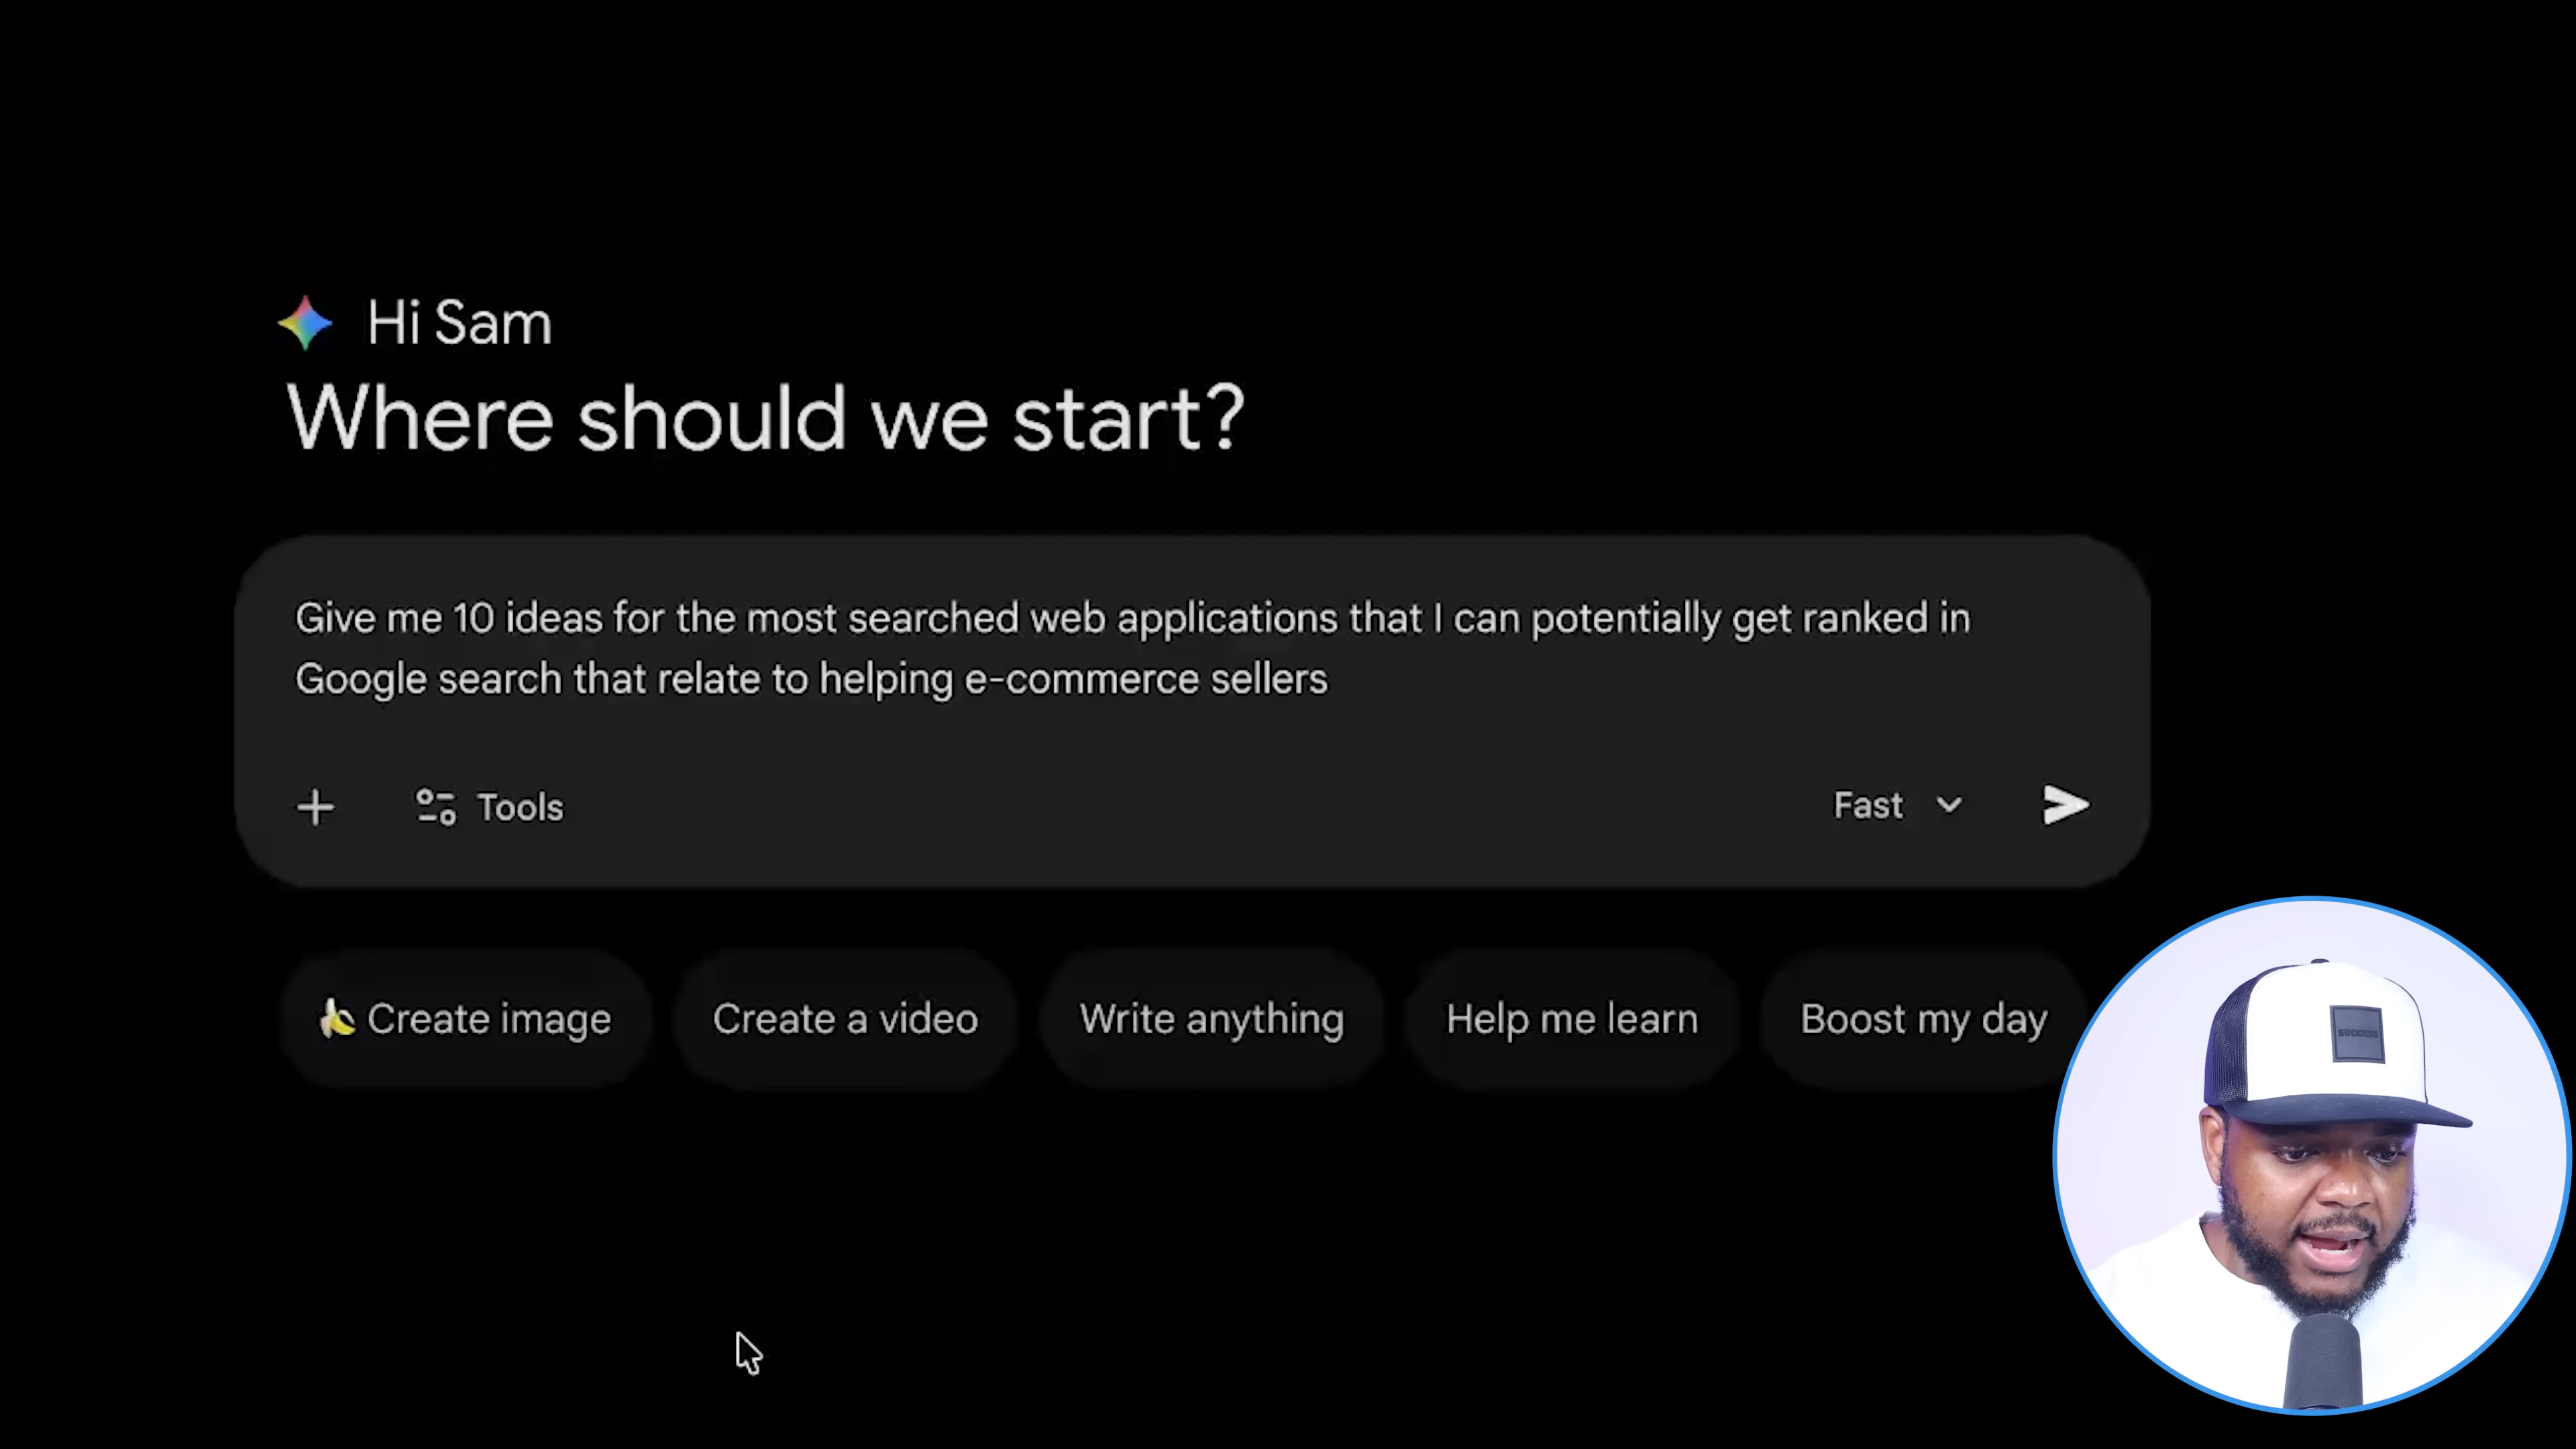 Hi Sam
Where should we start?
Give me 10 ideas for the most searched web applications that I can potentially get ranked in
Google search that relate to helping e-commerce sellers
Tools
Fast
Create image
Create a video
Write anything
Help me learn
Boost my day
SUCCESS